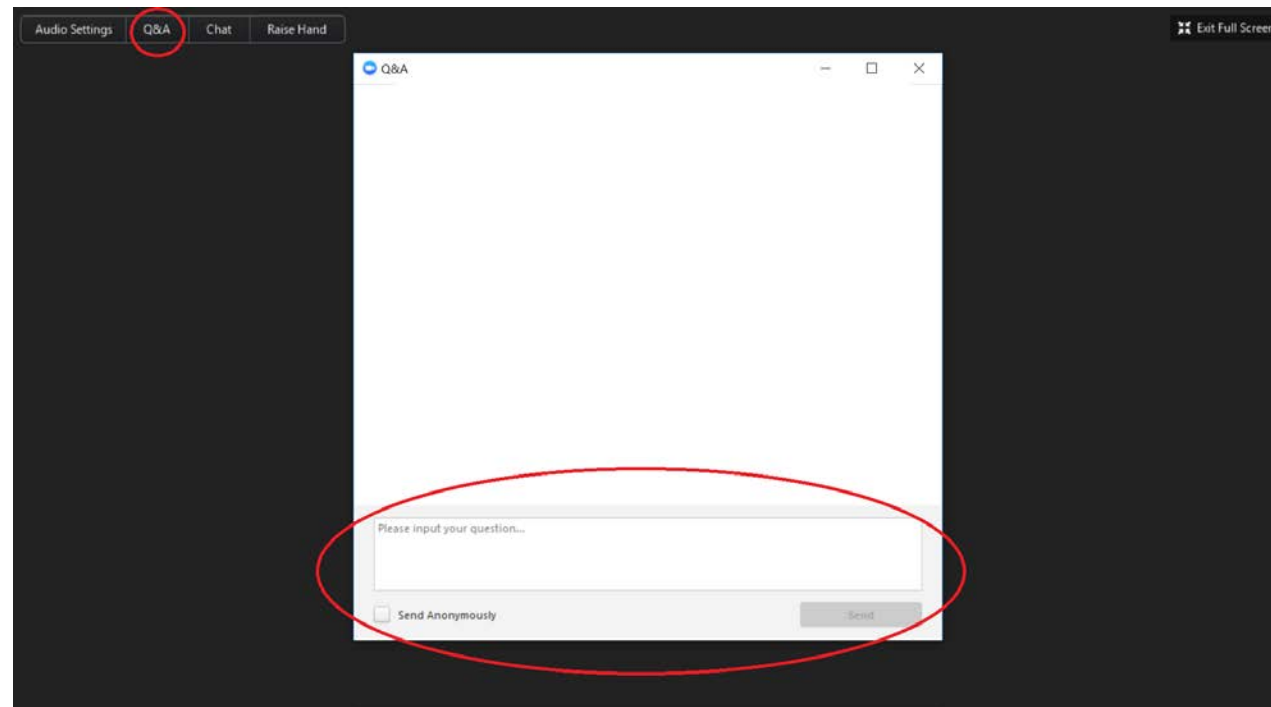 Audio Settings Q&A Chat Raise Hand Exit Full Screen
Q&A
Please input your question...
Send Anonymously Send